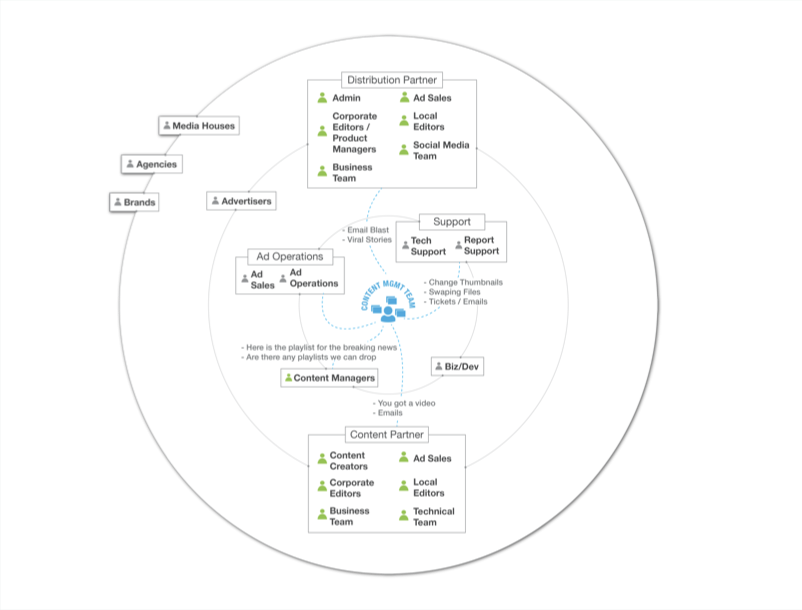 Distribution Partner
Admin
Ad Sales
Corporate
Editors /
Product
Managers
Local
Editors
Social Media
Team
Business
Team
Media Houses
Agencies
Brands
Advertisers
- Email Blast
- Viral Stories
Support
Tech
Support
Report
Support
Ad Operations
Ad
Sales
Ad
Operations
CONTENT MGMT TEAM
- Change Thumbnails
- Swaping Files
- Tickets / Emails
- Here is the playlist for the breaking news
- Are there any playlists we can drop
Content Managers
Biz/Dev
- You got a video
- Emails
Content Partner
Content
Creators
Ad Sales
Corporate
Editors
Local
Editors
Business
Team
Technical
Team